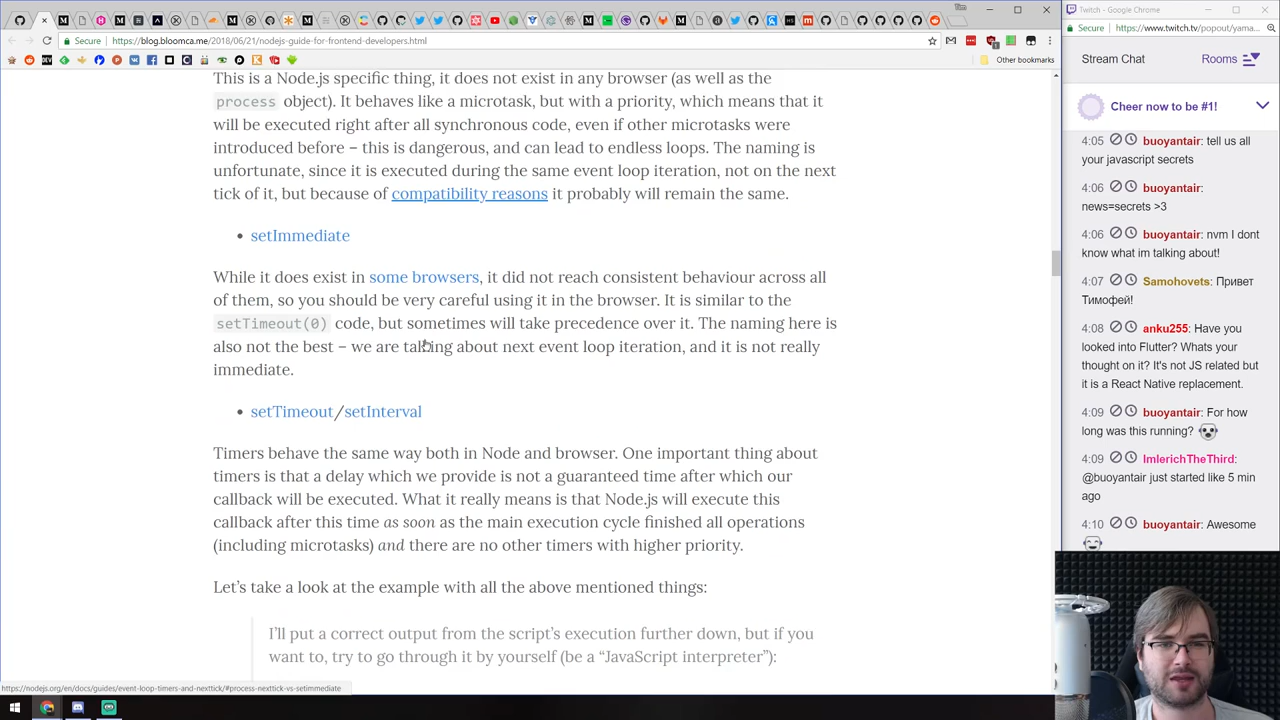 Twitch - Google Chrome
Secure
https://blog.bloomca.me/2018/06/21/nodejs-guide-for-frontend-developers.html
Secure
https://www.twitch.tv/popout/yama...
Other bookmarks
This is a Node.js specific thing, it does not exist in any browser (as well as the
process object). It behaves like a microtask, but with a priority, which means that it
will be executed right after all synchronous code, even if other microtasks were
introduced before – this is dangerous, and can lead to endless loops. The naming is
unfortunate, since it is executed during the same event loop iteration, not on the next
tick of it, but because of compatibility reasons it probably will remain the same.
• setImmediate
While it does exist in some browsers, it did not reach consistent behaviour across all
of them, so you should be very careful using it in the browser. It is similar to the
setTimeout(0) code, but sometimes will take precedence over it. The naming here is
also not the best – we are talking about next event loop iteration, and it is not really
immediate.
• setTimeout/setInterval
Timers behave the same way both in Node and browser. One important thing about
timers is that a delay which we provide is not a guaranteed time after which our
callback will be executed. What it really means is that Node.js will execute this
callback after this time as soon as the main execution cycle finished all operations
(including microtasks) and there are no other timers with higher priority.
Let's take a look at the example with all the above mentioned things:
I'll put a correct output from the script's execution further down, but if you
want to, try to go through it by yourself (be a “JavaScript interpreter”):
https://nodejs.org/en/docs/guides/event-loop-timers-and-nexttick/#process-nexttick-vs-setimmediate
Stream Chat
Rooms
Cheer now to be #1!
4:05 buoyantair: tell us all
your javascript secrets
4:06 buoyantair:
news=secrets >3
4:06 buoyantair: nvm I dont
know what im talking about!
4:07 Samohovets: Привет
Тимофей!
4:08 anku255: Have you
looked into Flutter? Whats your
thought on it? It's not JS related but
it is a React Native replacement.
4:09 buoyantair: For how
long was this running?
4:09 ImlerichTheThird:
@buoyantair just started like 5 min
ago
4:10 buoyantair: Awesome